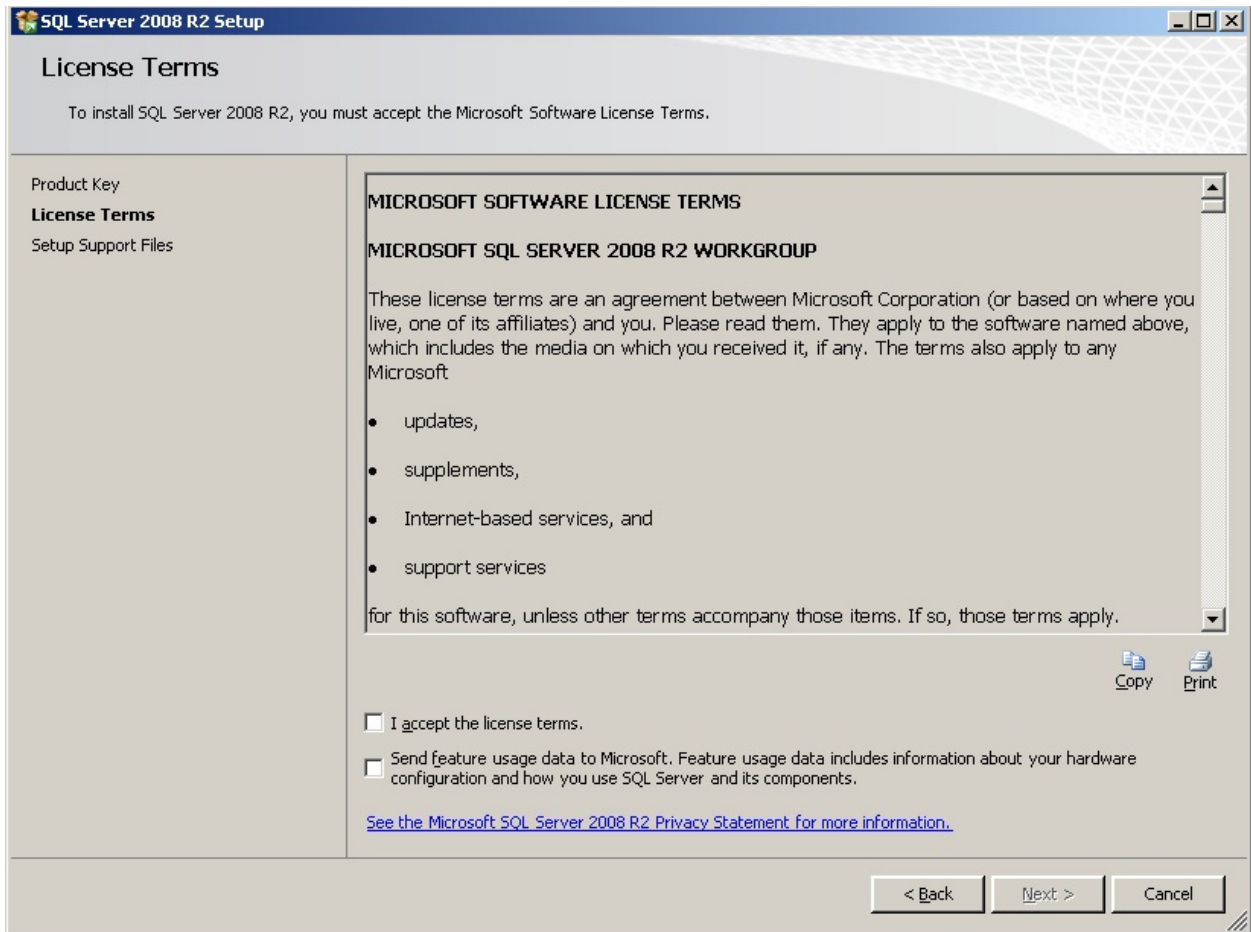 SQL Server 2008 R2 Setup
License Terms
To install SQL Server 2008 R2, you must accept the Microsoft Software License Terms.
Product Key
License Terms
Setup Support Files
MICROSOFT SOFTWARE LICENSE TERMS
MICROSOFT SQL SERVER 2008 R2 WORKGROUP
These license terms are an agreement between Microsoft Corporation (or based on where you
live, one of its affiliates) and you. Please read them. They apply to the software named above,
which includes the media on which you received it, if any. The terms also apply to any
Microsoft
• updates,
• supplements,
• Internet-based services, and
• support services
for this software, unless other terms accompany those items. If so, those terms apply.
Copy Print
I accept the license terms.
Send feature usage data to Microsoft. Feature usage data includes information about your hardware
configuration and how you use SQL Server and its components.
See the Microsoft SQL Server 2008 R2 Privacy Statement for more information.
< Back Next > Cancel